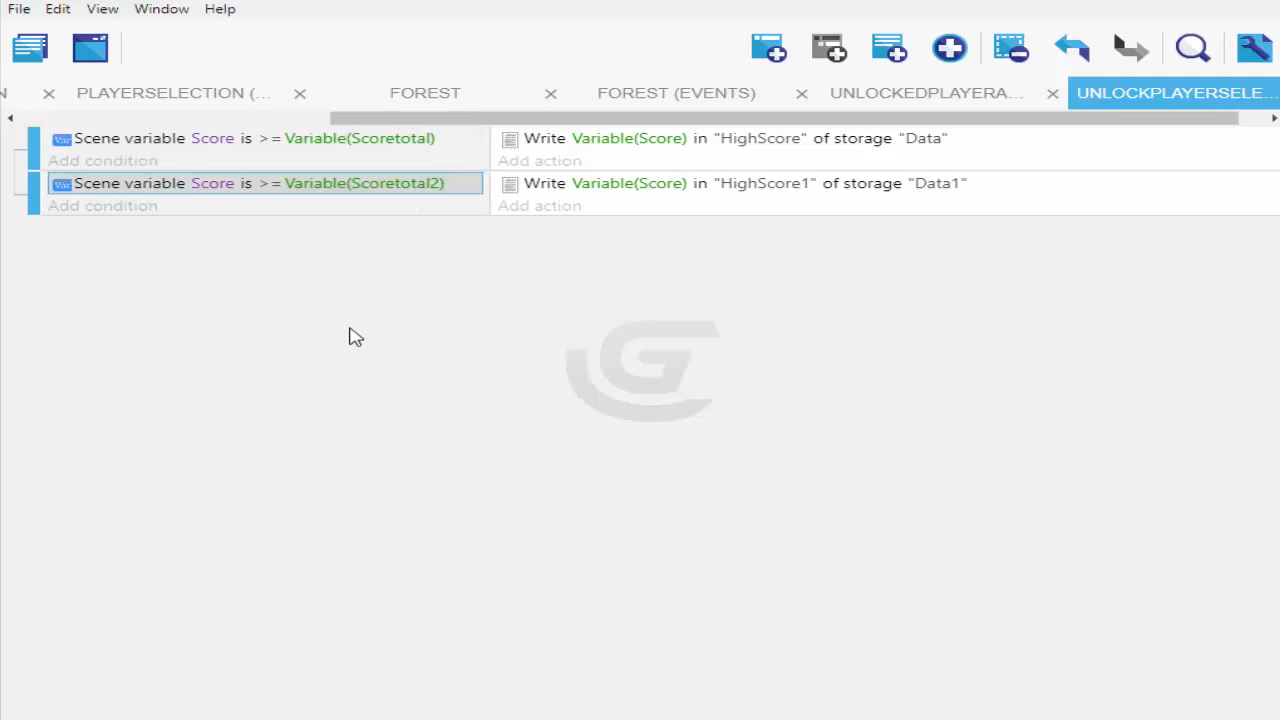 File Edit View Window Help
N PLAYERSELECTION (... FOREST FOREST (EVENTS) UNLOCKEDPLAYERA... UNLOCKPLAYERSELE...
Var Scene variable Score is >= Variable(Scoretotal) Write Variable(Score) in "HighScore" of storage "Data"
Add condition Add action
Var Scene variable Score is >= Variable(Scoretotal2) Write Variable(Score) in "HighScore1" of storage "Data1"
Add condition Add action